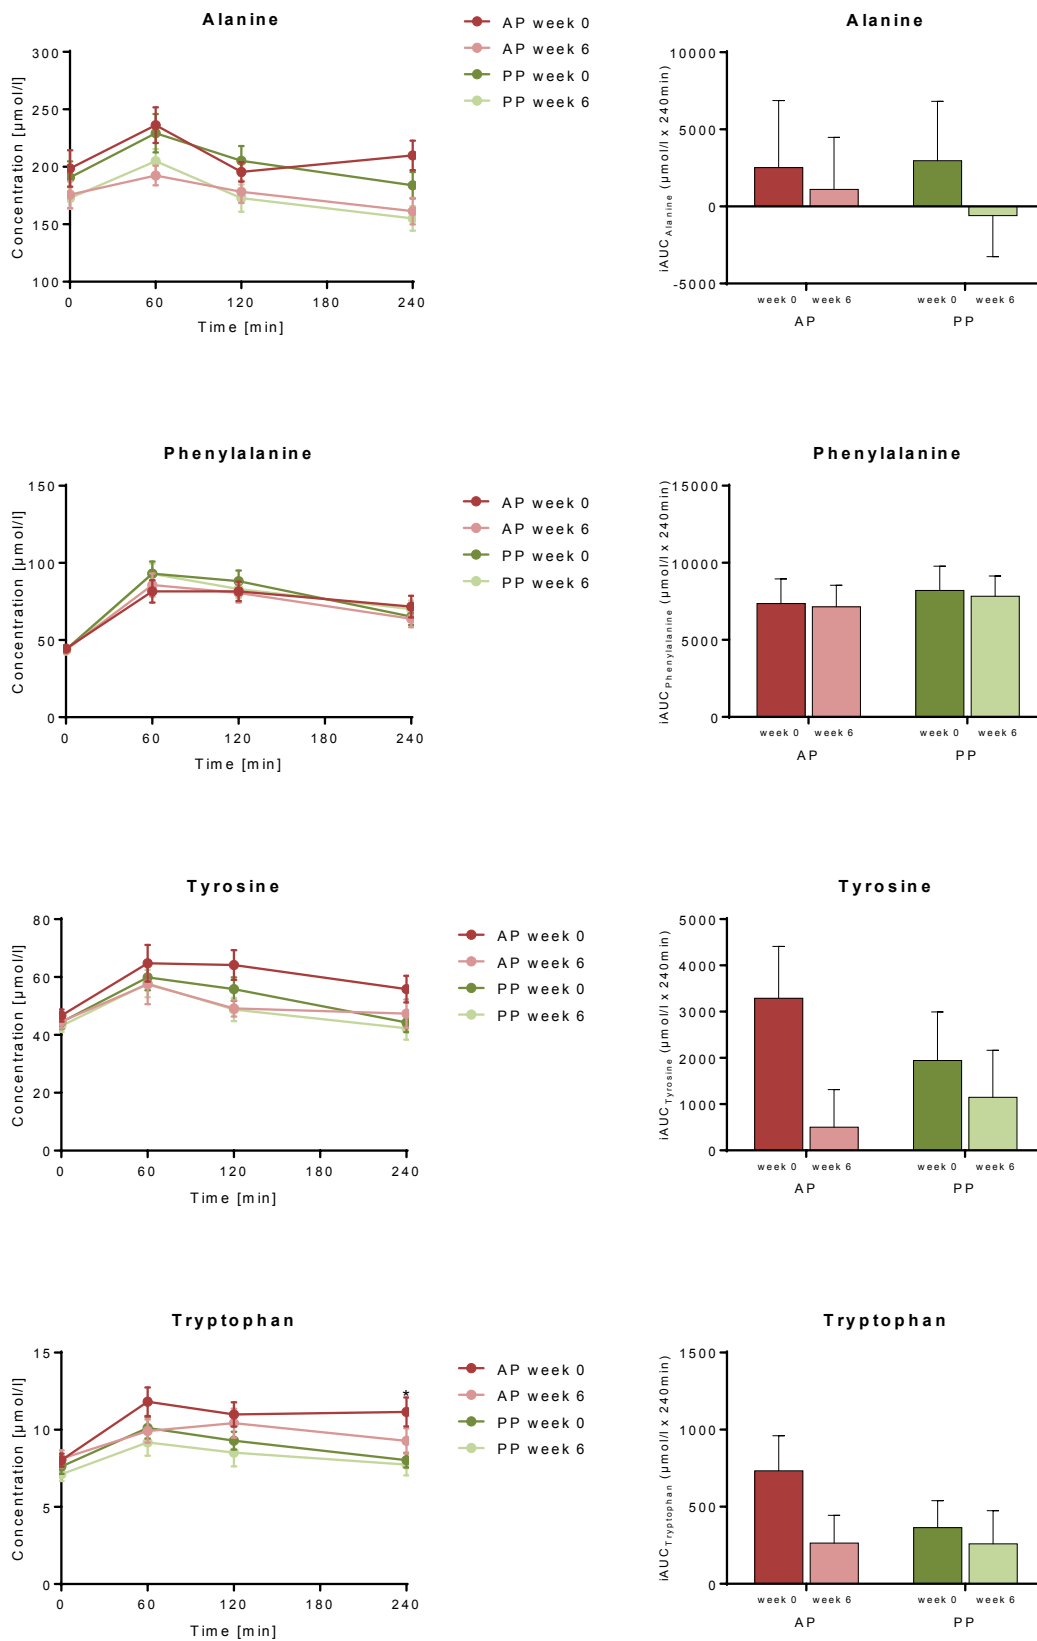 Alanine
300
250
200
150
100
Concentration [µmol/l]
0 60 120 180 240
Time [min]
AP week 0
AP week 6
PP week 0
PP week 6
Alanine
10000
5000
0
-5000
iAUC Alanine (µmol/l x 240min)
week 0 week 6 week 0 week 6
AP PP
Phenylalanine
150
100
50
0
Concentration [µmol/l]
0 60 120 180 240
Time [min]
AP week 0
AP week 6
PP week 0
PP week 6
Phenylalanine
15000
10000
5000
0
iAUC Phenylalanine (µmol/l x 240min)
week 0 week 6 week 0 week 6
AP PP
Tyrosine
80
60
40
20
0
Concentration [µmol/l]
0 60 120 180 240
Time [min]
AP week 0
AP week 6
PP week 0
PP week 6
Tyrosine
5000
4000
3000
2000
1000
0
iAUC Tyrosine (µmol/l x 240min)
week 0 week 6 week 0 week 6
AP PP
Tryptophan
15
10
5
0
Concentration [µmol/l]
*
0 60 120 180 240
Time [min]
AP week 0
AP week 6
PP week 0
PP week 6
Tryptophan
1500
1000
500
0
iAUC Tryptophan (µmol/l x 240min)
week 0 week 6 week 0 week 6
AP PP